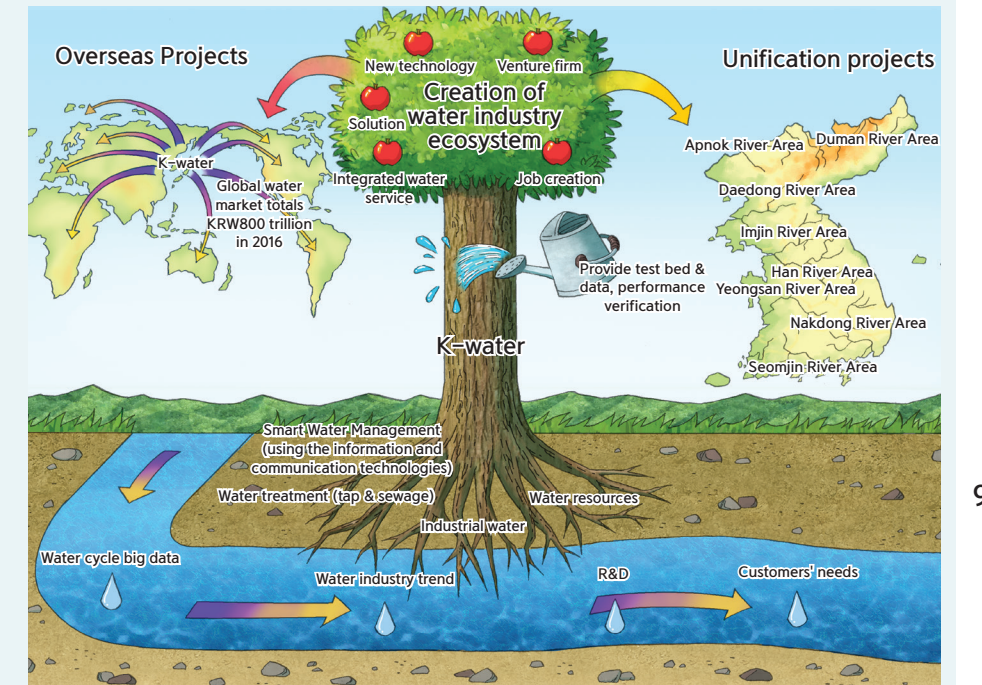 Overseas Projects
Unification projects
New technology
Venture firm
Creation of
water industry
ecosystem
Solution
Integrated water
service
Job creation
K-water
Global water
market totals
KRW800 trillion
in 2016
Apnok River Area
Duman River Area
Daedong River Area
Imjin River Area
Han River Area
Yeongsan River Area
Nakdong River Area
Seomjin River Area
Provide test bed &
data, performance
verification
K-water
Smart Water Management
(using the information and
communication technologies)
Water treatment (tap & sewage)
Water resources
Industrial water
Water cycle big data
Water industry trend
R&D
Customers' needs